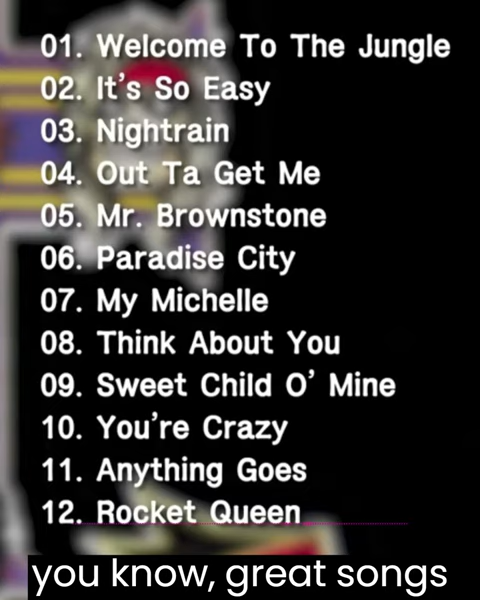 01. Welcome To The Jungle
02. It's So Easy
03. Nightrain
04. Out Ta Get Me
05. Mr. Brownstone
06. Paradise City
07. My Michelle
08. Think About You
09. Sweet Child O' Mine
10. You're Crazy
11. Anything Goes
12. Rocket Queen
you know, great songs